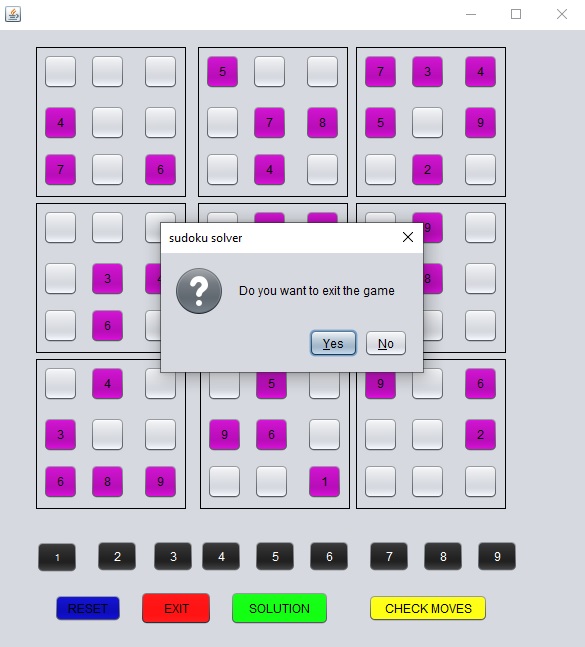 5 7 3 4
4 7 8 5 9
7 6 4 2
9
sudoku solver
3 8
Do you want to exit the game
6
Yes No
4 5 9 6
3 9 6 2
6 8 9 1
1 2 3 4 5 6 7 8 9
RESET EXIT SOLUTION CHECK MOVES